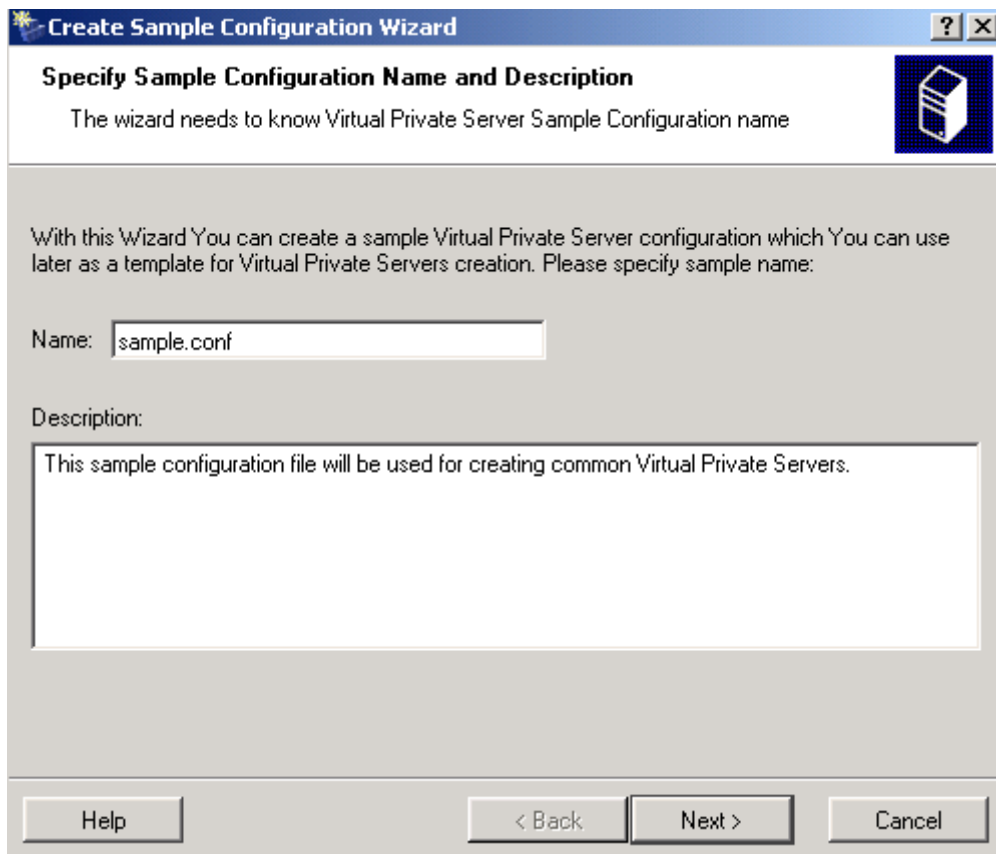 Create Sample Configuration Wizard
Specify Sample Configuration Name and Description
The wizard needs to know Virtual Private Server Sample Configuration name
With this Wizard You can create a sample Virtual Private Server configuration which You can use
later as a template for Virtual Private Servers creation. Please specify sample name:
Name: sample.conf
Description:
This sample configuration file will be used for creating common Virtual Private Servers.
Help < Back Next > Cancel